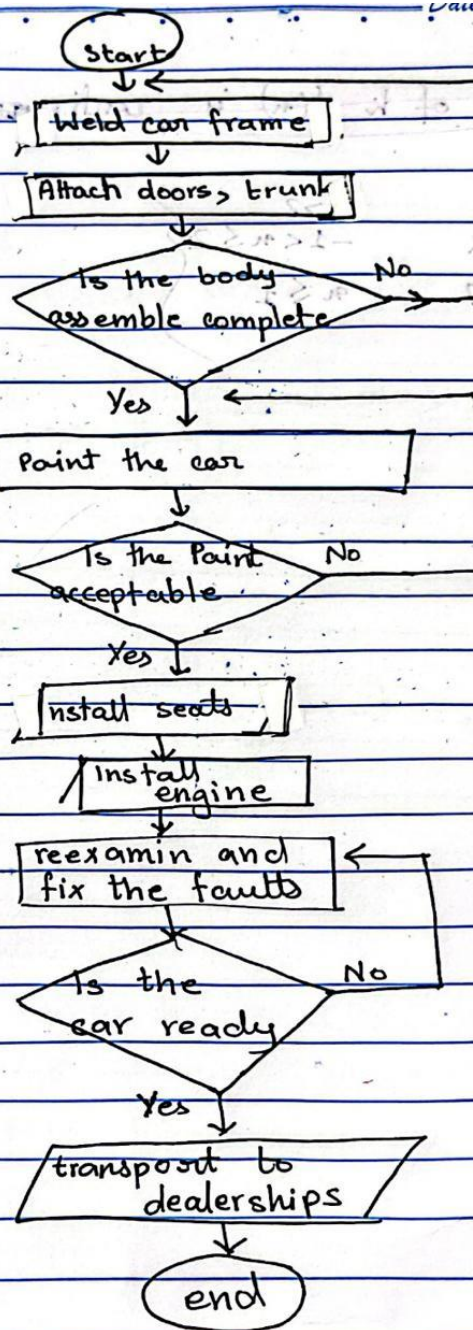 Date
Start
Weld car frame
Attach doors, trunk
Is the body
assemble complete
No
Yes
Paint the car
Is the Paint
acceptable
No
Yes
Install seats
Install
engine
reexamin and
fix the faults
Is the
car ready
No
Yes
transport to
dealerships
end